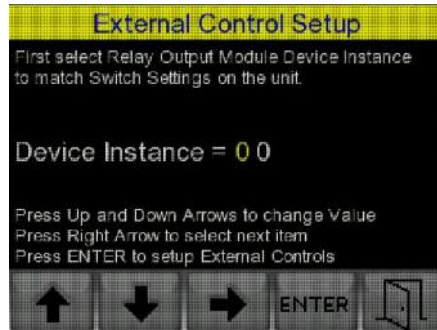 External Control Setup
First select Relay Output Module Device Instance
to match Switch Settings on the unit.
Device Instance = 0 0
Press Up and Down Arrows to change Value
Press Right Arrow to select next item
Press ENTER to setup External Controls
ENTER